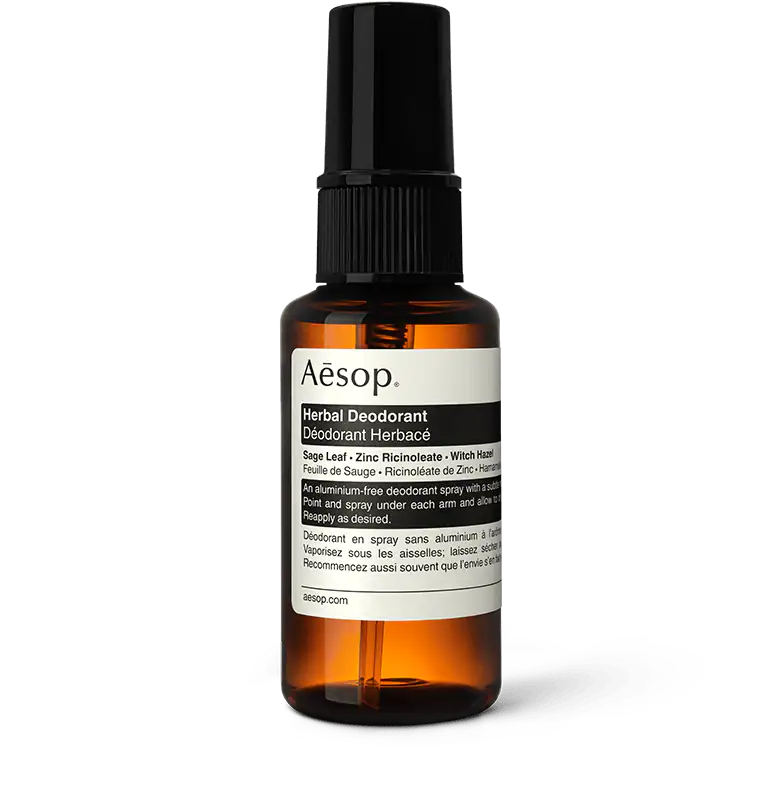 Aēsop®
Herbal Deodorant
Déodorant Herbacé
Sage Leaf • Zinc Ricinoleate • Witch Hazel
Feuille de Sauge • Ricinoléate de Zinc •
An aluminium-free deodorant spray with a
Point and spray under each arm and allow to
Reapply as desired.
Déodorant en spray sans aluminium à
Vaporisez sous les aisselles; laissez sécher
Recommencez aussi souvent que l'envie
aesop.com